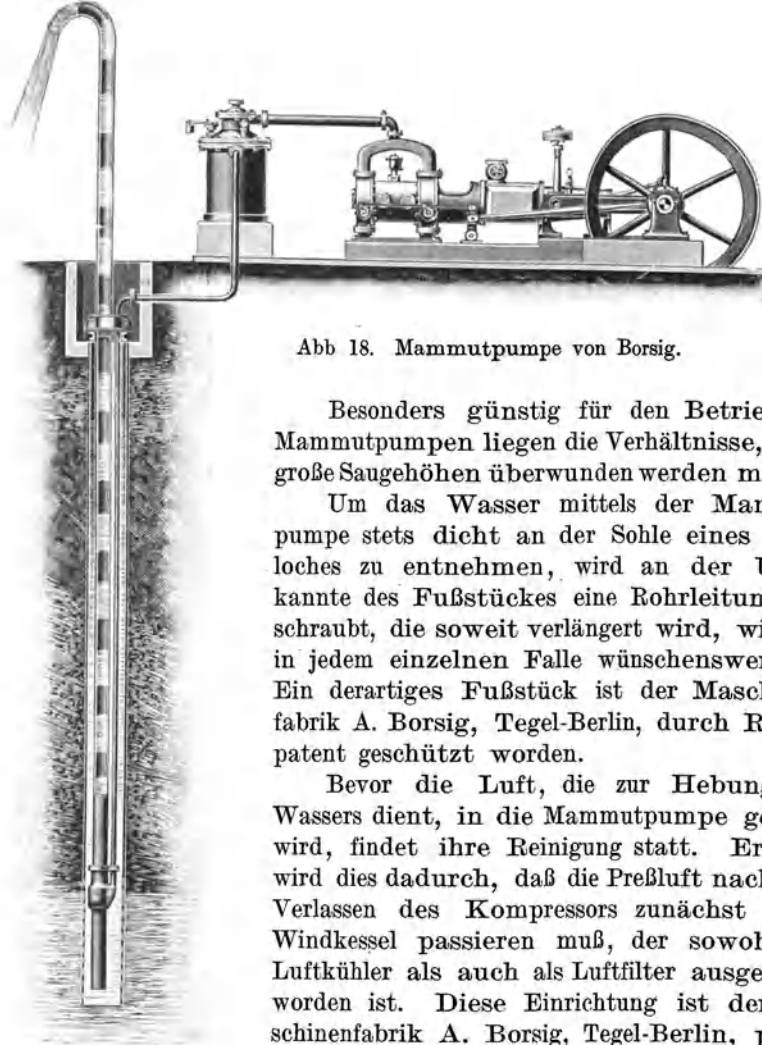 Abb 18. Mammutpumpe von Borsig.
Besonders günstig für den Betrie
Mammutpumpen liegen die Verhältnisse,
große Saugehöhen überwunden werden m
Um das Wasser mittels der Mam
pumpe stets dicht an der Sohle eines
loches zu entnehmen, wird an der U
kannte des Fußstückes eine Rohrleitun
schraubt, die soweit verlängert wird, wi
in jedem einzelnen Falle wünschenswer
Ein derartiges Fußstück ist der Masch
fabrik A. Borsig, Tegel-Berlin, durch R
patent geschützt worden.
Bevor die Luft, die zur Hebung
Wassers dient, in die Mammutpumpe ge
wird, findet ihre Reinigung statt. Er
wird dies dadurch, daß die Preßluft nach
Verlassen des Kompressors zunächst
Windkessel passieren muß, der sowoh
Luftkühler als auch als Luftfilter ausge
worden ist. Diese Einrichtung ist der
schinenfabrik A. Borsig, Tegel-Berlin,